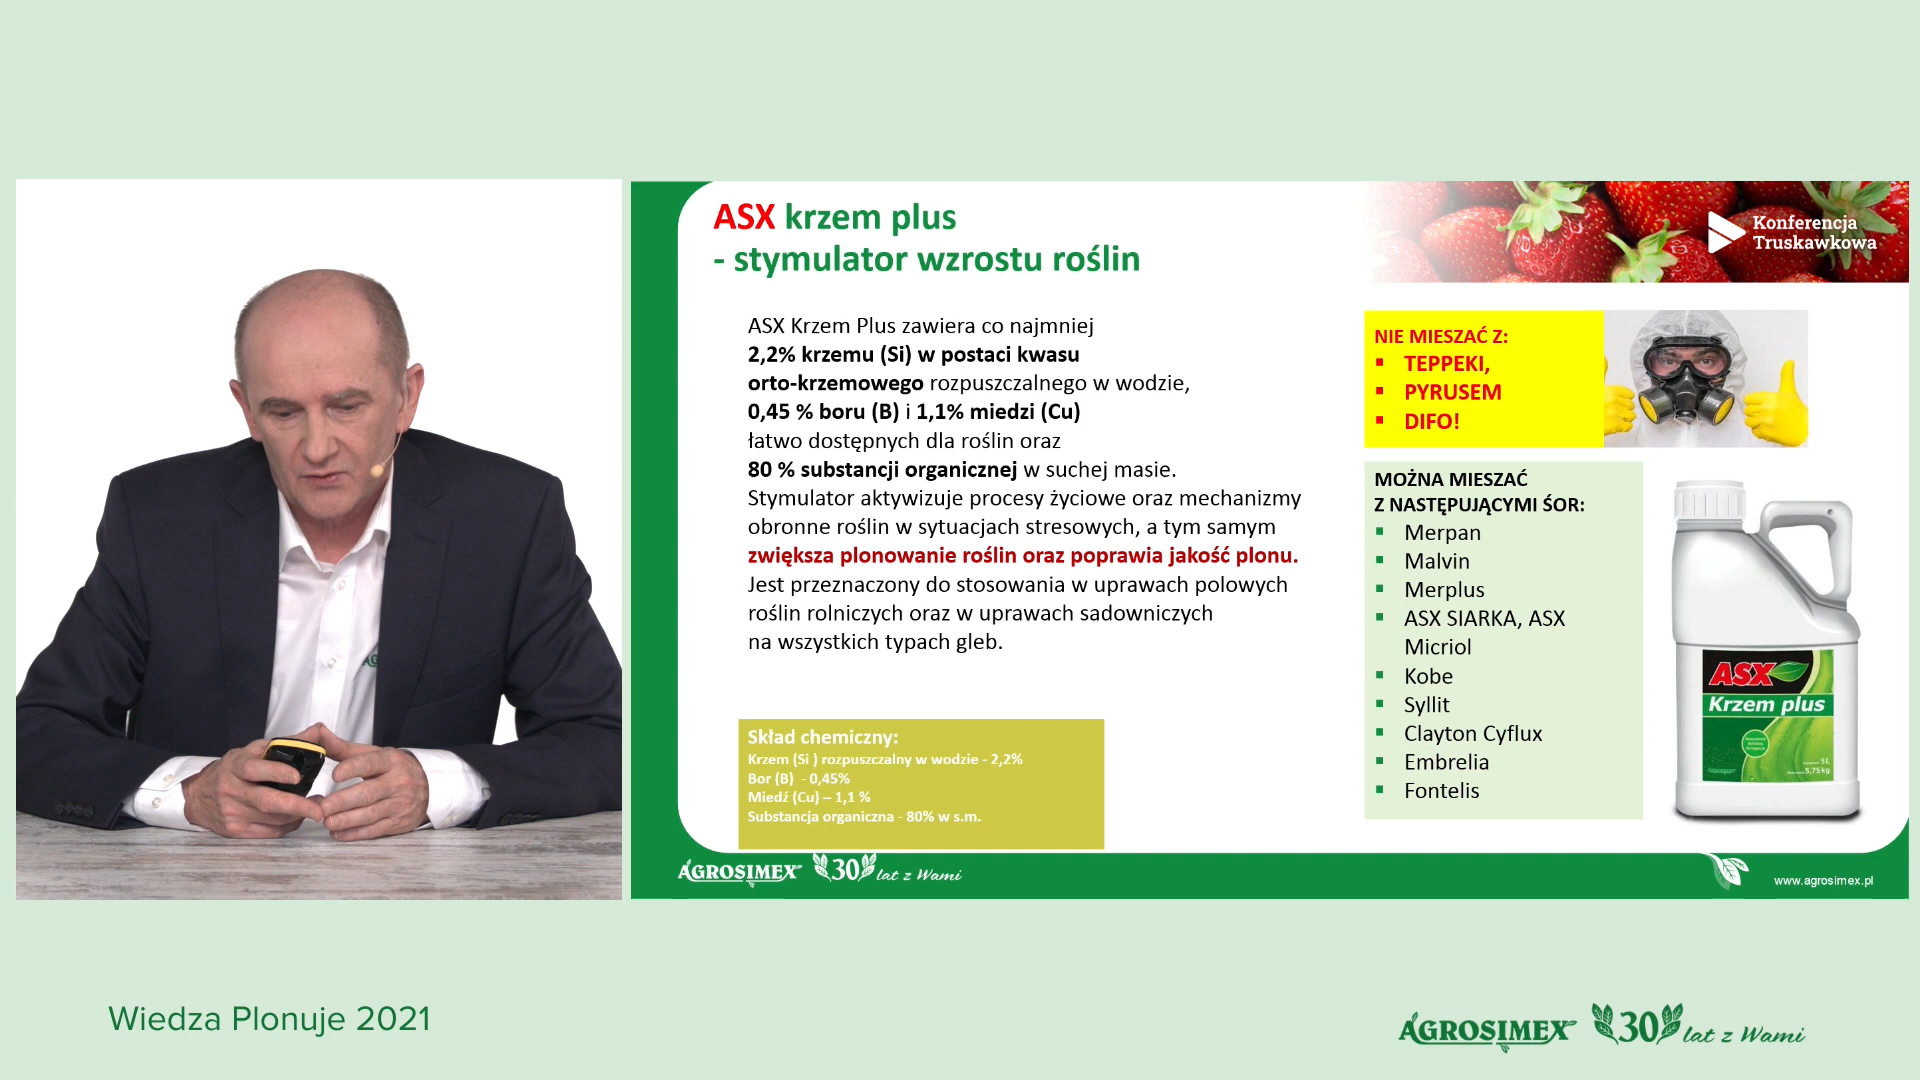 ASX krzem plus
- stymulator wzrostu roślin
Konferencja
Truskawkowa
ASX Krzem Plus zawiera co najmniej
2,2% krzemu (Si) w postaci kwasu
orto-krzemowego rozpuszczalnego w wodzie,
0,45 % boru (B) i 1,1% miedzi (Cu)
łatwo dostępnych dla roślin oraz
80 % substancji organicznej w suchej masie.
Stymulator aktywizuje procesy życiowe oraz mechanizmy
obronne roślin w sytuacjach stresowych, a tym samym
zwiększa plonowanie roślin oraz poprawia jakość plonu.
Jest przeznaczony do stosowania w uprawach polowych
roślin rolniczych oraz w uprawach sadowniczych
na wszystkich typach gleb.
Skład chemiczny:
Krzem (Si ) rozpuszczalny w wodzie - 2,2%
Bor (B) - 0,45%
Miedź (Cu) – 1,1 %
Substancja organiczna - 80% w s.m.
NIE MIESZAĆ Z:
▪ TEPPEKI,
▪ PYRUSEM
▪ DIFO!
MOŻNA MIESZAĆ
Z NASTĘPUJĄCYMI ŚOR:
▪ Merpan
▪ Malvin
▪ Merplus
▪ ASX SIARKA, ASX
Micriol
▪ Kobe
▪ Syllit
▪ Clayton Cyflux
▪ Embrelia
▪ Fontelis
ASX
Krzem plus
5 L
5,75 kg
AGROSIMEX 30 lat z Wami
www.agrosimex.pl
Wiedza Plonuje 2021
AGROSIMEX 30 lat z Wami